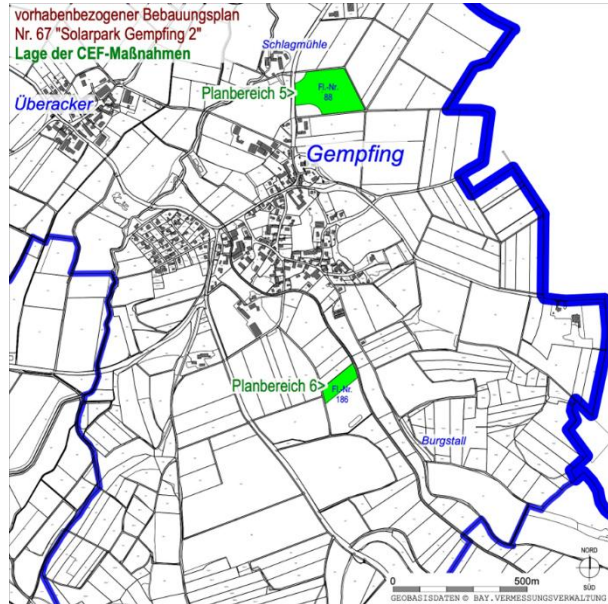 vorhabenbezogener Bebauungsplan
Nr. 67 "Solarpark Gempfing 2"
Lage der CEF-Maßnahmen
Schlagmühle
Überacker
Planbereich 5>
Fl.-Nr.
88
Gempfing
Planbereich 6>
Fl.-Nr.
186
Burgstall
NORD
SÜD
0 500m
GEOBASISDATEN © BAY.VERMESSUNGSVERWALTUNG